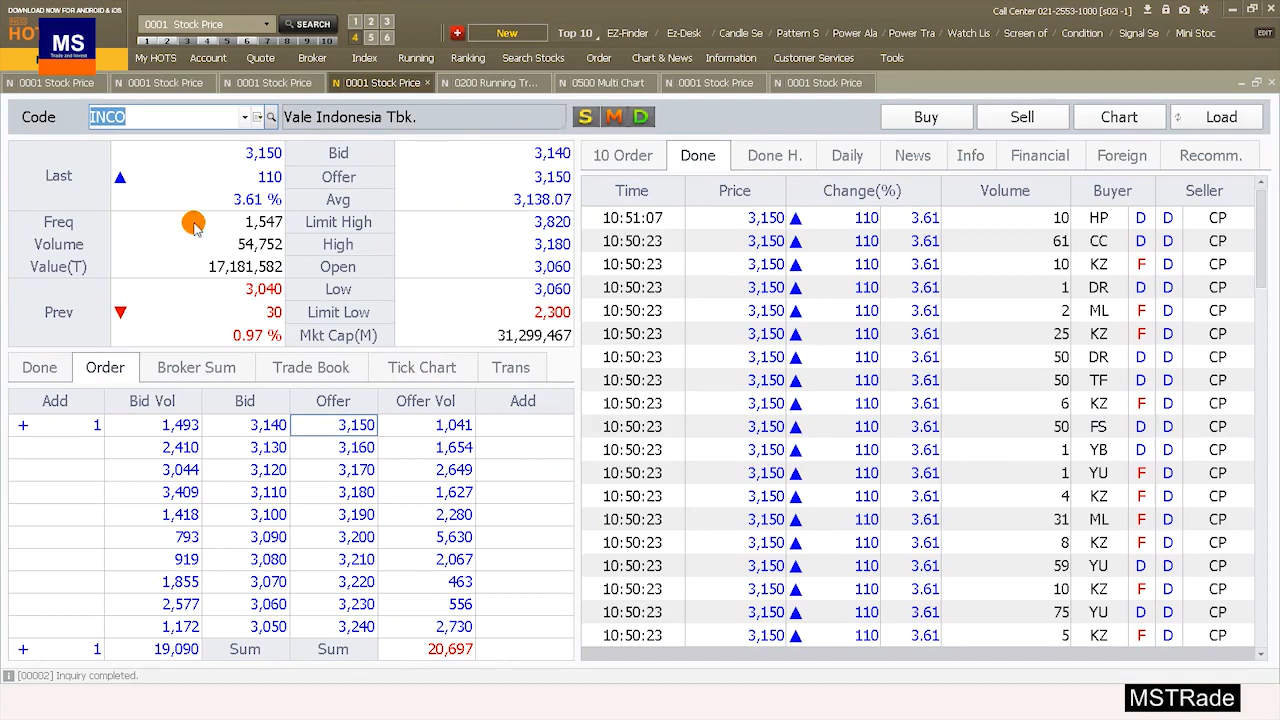 DOWNLOAD NOW FOR ANDROID & IOS
HOT
MS
Trade and Invest
0001 Stock Price
SEARCH
1 2 3 4 5 6 7 8 9 10
1 2 3
4 5 6
New
Call Center 021-2553-1000 [s02i -1]
Top 10 EZ-Finder Ez-Desk Candle Se Pattern S Power Ala Power Tra Watch Lis Screen of Condition Signal Se Mini Stoc EDIT
My HOTS Account Quote Broker Index Running Ranking Search Stocks Order Chart & News Information Customer Services Tools
N 0001 Stock Price N 0001 Stock Price N 0001 Stock Price N 0001 Stock Price × N 0200 Running Tr... N 0500 Multi Chart N 0001 Stock Price N 0001 Stock Price
Code INCO Vale Indonesia Tbk. S M D Buy Sell Chart Load
Last ▲ 3,150 Bid 3,140
110 Offer 3,150
3.61 % Avg 3,138.07
Freq 1,547 Limit High 3,820
Volume 54,752 High 3,180
Value(T) 17,181,582 Open 3,060
3,040 Low 3,060
Prev ▼ 30 Limit Low 2,300
0.97 % Mkt Cap(M) 31,299,467
Done Order Broker Sum Trade Book Tick Chart Trans
Add Bid Vol Bid Offer Offer Vol Add
+ 1 1,493 3,140 3,150 1,041
2,410 3,130 3,160 1,654
3,044 3,120 3,170 2,649
3,409 3,110 3,180 1,627
1,418 3,100 3,190 2,280
793 3,090 3,200 5,630
919 3,080 3,210 2,067
1,855 3,070 3,220 463
2,577 3,060 3,230 556
1,172 3,050 3,240 2,730
+ 1 19,090 Sum Sum 20,697
10 Order Done Done H. Daily News Info Financial Foreign Recomm.
Time Price Change(%) Volume Buyer Seller
10:51:07 3,150 ▲ 110 3.61 10 HP D D CP
10:50:23 3,150 ▲ 110 3.61 61 CC D D CP
10:50:23 3,150 ▲ 110 3.61 10 KZ F D CP
10:50:23 3,150 ▲ 110 3.61 1 DR D D CP
10:50:23 3,150 ▲ 110 3.61 2 ML F D CP
10:50:23 3,150 ▲ 110 3.61 25 KZ F D CP
10:50:23 3,150 ▲ 110 3.61 50 DR D D CP
10:50:23 3,150 ▲ 110 3.61 50 TF D D CP
10:50:23 3,150 ▲ 110 3.61 6 KZ F D CP
10:50:23 3,150 ▲ 110 3.61 50 FS D D CP
10:50:23 3,150 ▲ 110 3.61 1 YB D D CP
10:50:23 3,150 ▲ 110 3.61 1 YU F D CP
10:50:23 3,150 ▲ 110 3.61 4 KZ F D CP
10:50:23 3,150 ▲ 110 3.61 31 ML F D CP
10:50:23 3,150 ▲ 110 3.61 8 KZ F D CP
10:50:23 3,150 ▲ 110 3.61 59 YU D D CP
10:50:23 3,150 ▲ 110 3.61 10 KZ F D CP
10:50:23 3,150 ▲ 110 3.61 75 YU D D CP
10:50:23 3,150 ▲ 110 3.61 5 KZ F D CP
[00002] Inquiry completed.
MSTRade